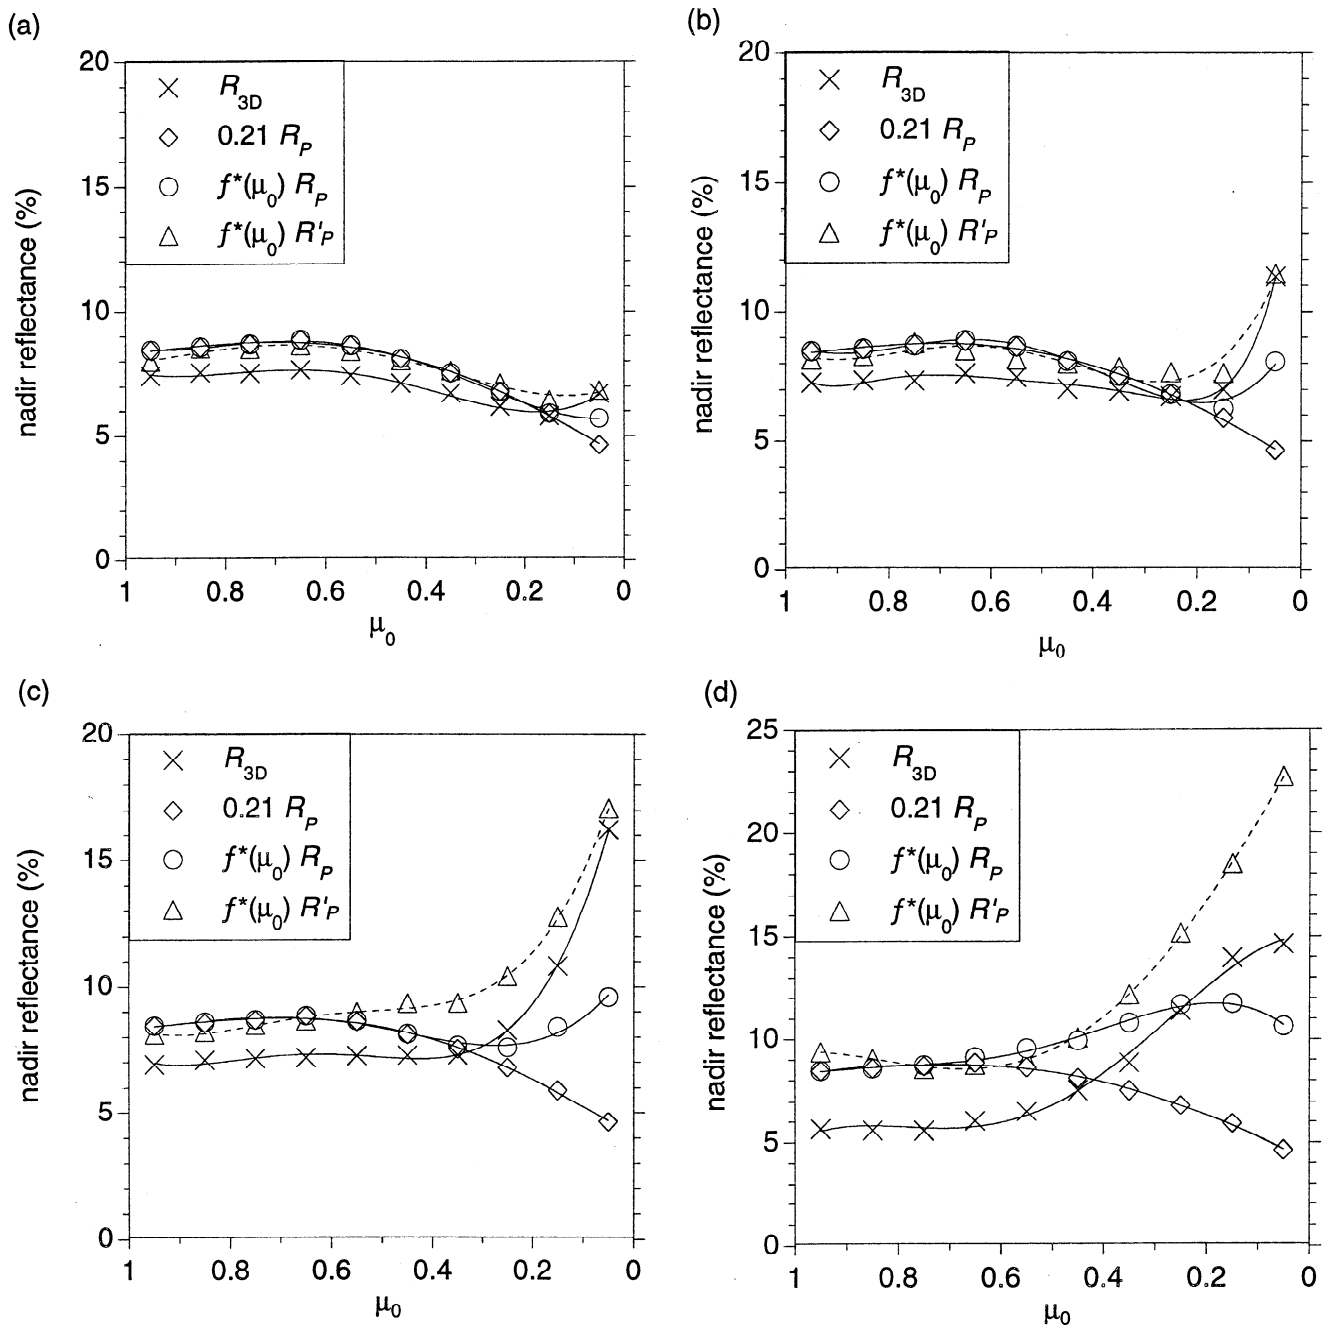 (a)
20
15
10
5
0
nadir reflectance (%)
R3D
0.21 RP
f*(μ0) RP
f*(μ0) R'P
1 0.8 0.6 0.4 0.2 0
μ0
(b)
20
15
10
5
0
nadir reflectance (%)
R3D
0.21 RP
f*(μ0) RP
f*(μ0) R'P
1 0.8 0.6 0.4 0.2 0
μ0
(c)
20
15
10
5
0
nadir reflectance (%)
R3D
0.21 RP
f*(μ0) RP
f*(μ0) R'P
1 0.8 0.6 0.4 0.2 0
μ0
(d)
25
20
15
10
5
0
nadir reflectance (%)
R3D
0.21 RP
f*(μ0) RP
f*(μ0) R'P
1 0.8 0.6 0.4 0.2 0
μ0